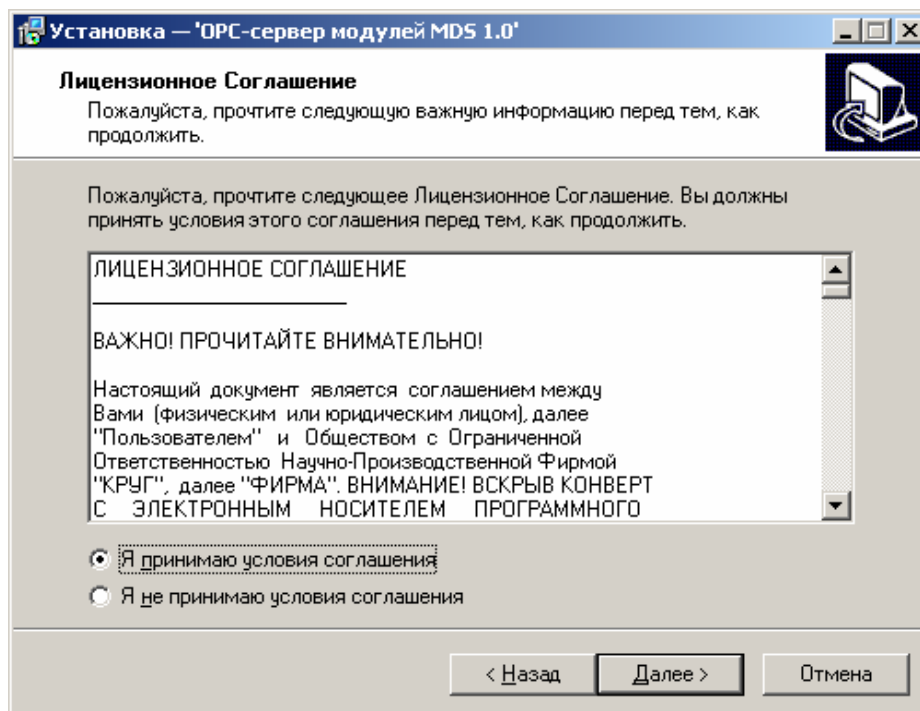 Установка — 'OPC-сервер модулей MDS 1.0'
Лицензионное Соглашение
Пожалуйста, прочтите следующую важную информацию перед тем, как
продолжить.
Пожалуйста, прочтите следующее Лицензионное Соглашение. Вы должны
принять условия этого соглашения перед тем, как продолжить.
ЛИЦЕНЗИОННОЕ СОГЛАШЕНИЕ
____________________
ВАЖНО! ПРОЧИТАЙТЕ ВНИМАТЕЛЬНО!
Настоящий документ является соглашением между
Вами (физическим или юридическим лицом), далее
"Пользователем" и Обществом с Ограниченной
Ответственностью Научно-Производственной Фирмой
"КРУГ", далее "ФИРМА". ВНИМАНИЕ! ВСКРЫВ КОНВЕРТ
С ЭЛЕКТРОННЫМ НОСИТЕЛЕМ ПРОГРАММНОГО
Я принимаю условия соглашения
Я не принимаю условия соглашения
< Назад
Далее >
Отмена